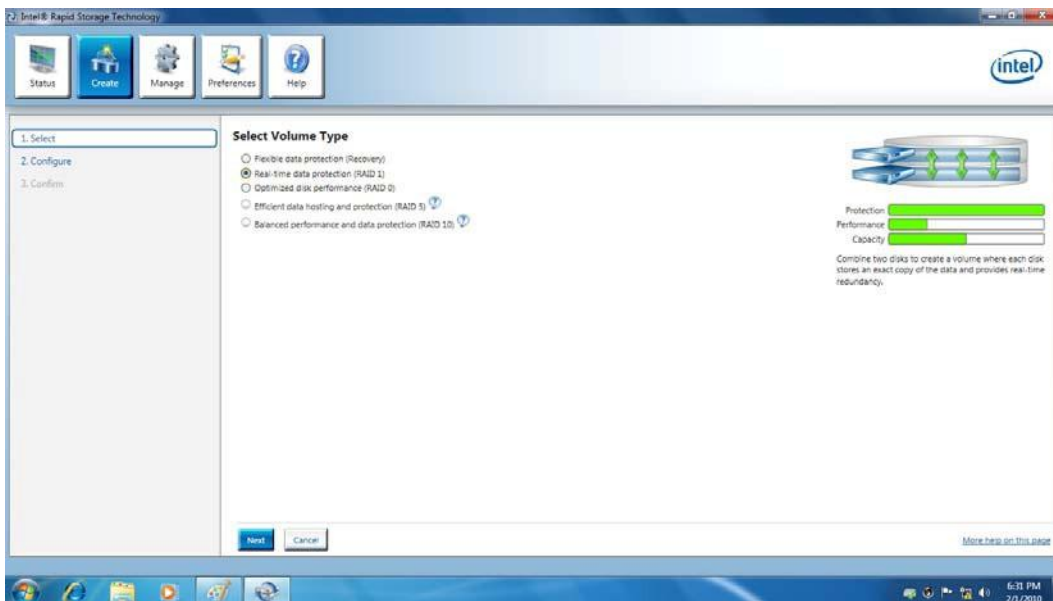 Intel® Rapid Storage Technology
Status
Create
Manage
Preferences
Help
intel
1. Select
2. Configure
3. Confirm
Select Volume Type
Flexible data protection (Recovery)
Real-time data protection (RAID 1)
Optimized disk performance (RAID 0)
Efficient data hosting and protection (RAID 5) ?
Balanced performance and data protection (RAID 10) ?
Protection
Performance
Capacity
Combine two disks to create a volume where each disk
stores an exact copy of the data and provides real-time
redundancy.
Next
Cancel
More help on this page
6:31 PM
2/1/2010